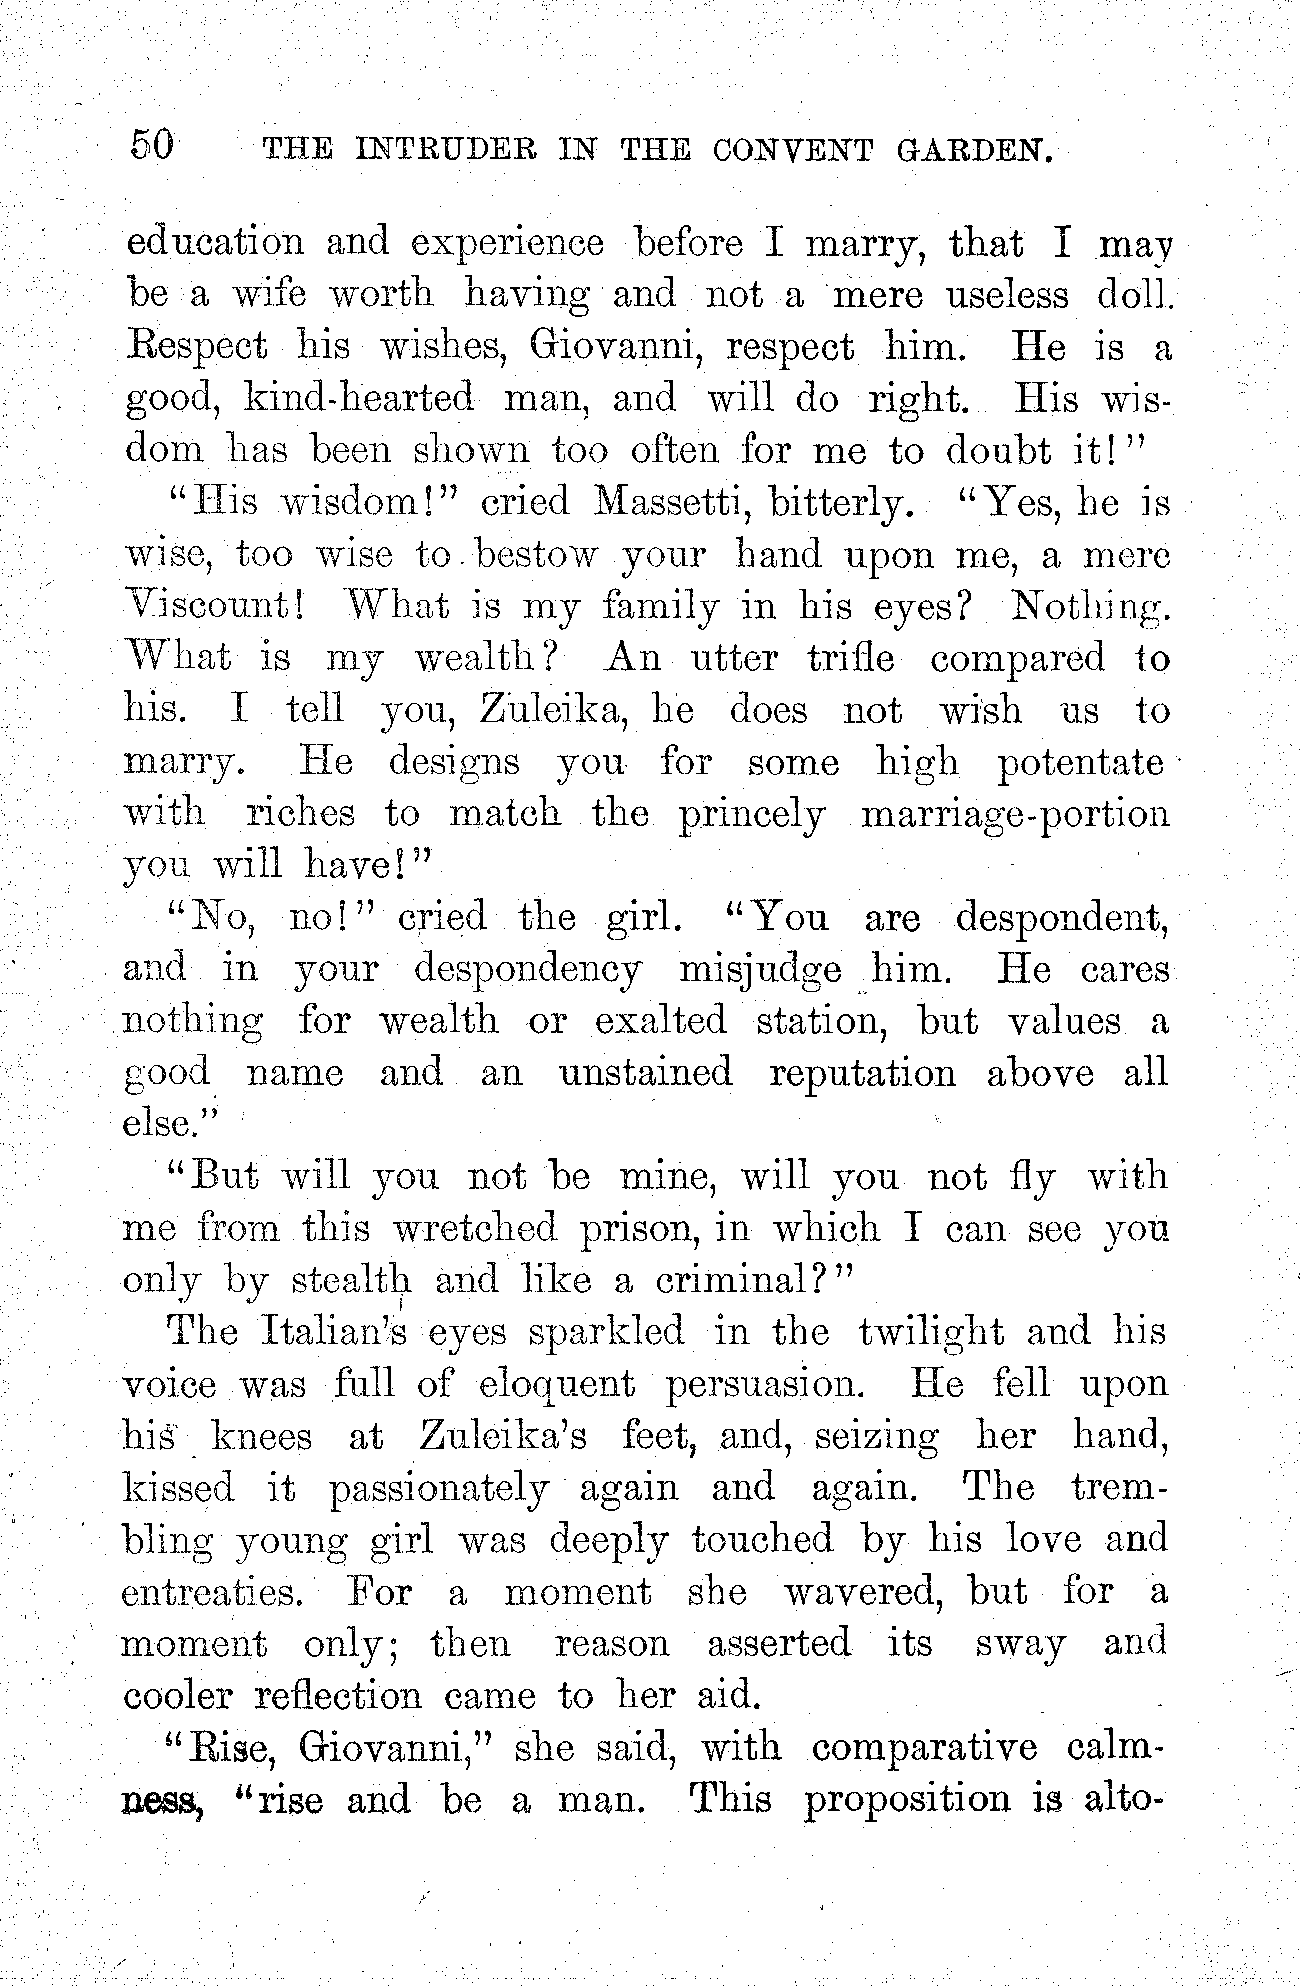 50 THE INTRUDER IN THE CONVENT GARDEN.
education and experience before I marry, that I may
be a wife worth having and not a mere useless doll.
Respect his wishes, Giovanni, respect him. He is a
good, kind-hearted man, and will do right. His wis-
dom has been shown too often for me to doubt it!"
"His wisdom!" cried Massetti, bitterly. "Yes, he is
wise, too wise to bestow your hand upon me, a mere
Viscount! What is my family in his eyes? Nothing.
What is my wealth? An utter trifle compared to
his. I tell you, Zuleika, he does not wish us to
marry. He designs you for some high potentate
with riches to match the princely marriage-portion
you will have!"
"No, no!" cried the girl. "You are despondent,
and in your despondency misjudge him. He cares
nothing for wealth or exalted station, but values a
good name and an unstained reputation above all
else."
"But will you not be mine, will you not fly with
me from this wretched prison, in which I can see you
only by stealth and like a criminal?"
The Italian's eyes sparkled in the twilight and his
voice was full of eloquent persuasion. He fell upon
his knees at Zuleika's feet, and, seizing her hand,
kissed it passionately again and again. The trem-
bling young girl was deeply touched by his love and
entreaties. For a moment she wavered, but for a
moment only; then reason asserted its sway and
cooler reflection came to her aid.
"Rise, Giovanni," she said, with comparative calm-
ness, "rise and be a man. This proposition is alto-